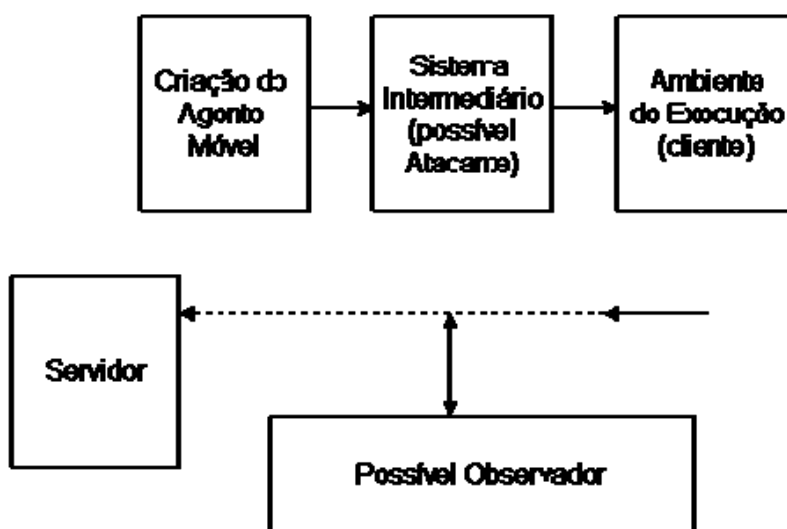 Criação do
Agente
Móvel
Sistema
Intermediário
(possível
Atacante)
Ambiente
de Execução
(cliente)
Servidor
Possível Observador